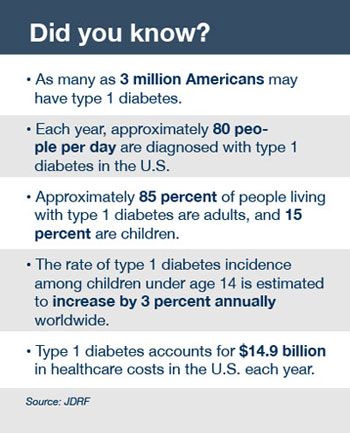 Did you know?
• As many as 3 million Americans may
have type 1 diabetes.
• Each year, approximately 80 peo-
ple per day are diagnosed with type 1
diabetes in the U.S.
• Approximately 85 percent of people living
with type 1 diabetes are adults, and 15
percent are children.
• The rate of type 1 diabetes incidence
among children under age 14 is estimated
to increase by 3 percent annually
worldwide.
• Type 1 diabetes accounts for $14.9 billion
in healthcare costs in the U.S. each year.
Source: JDRF